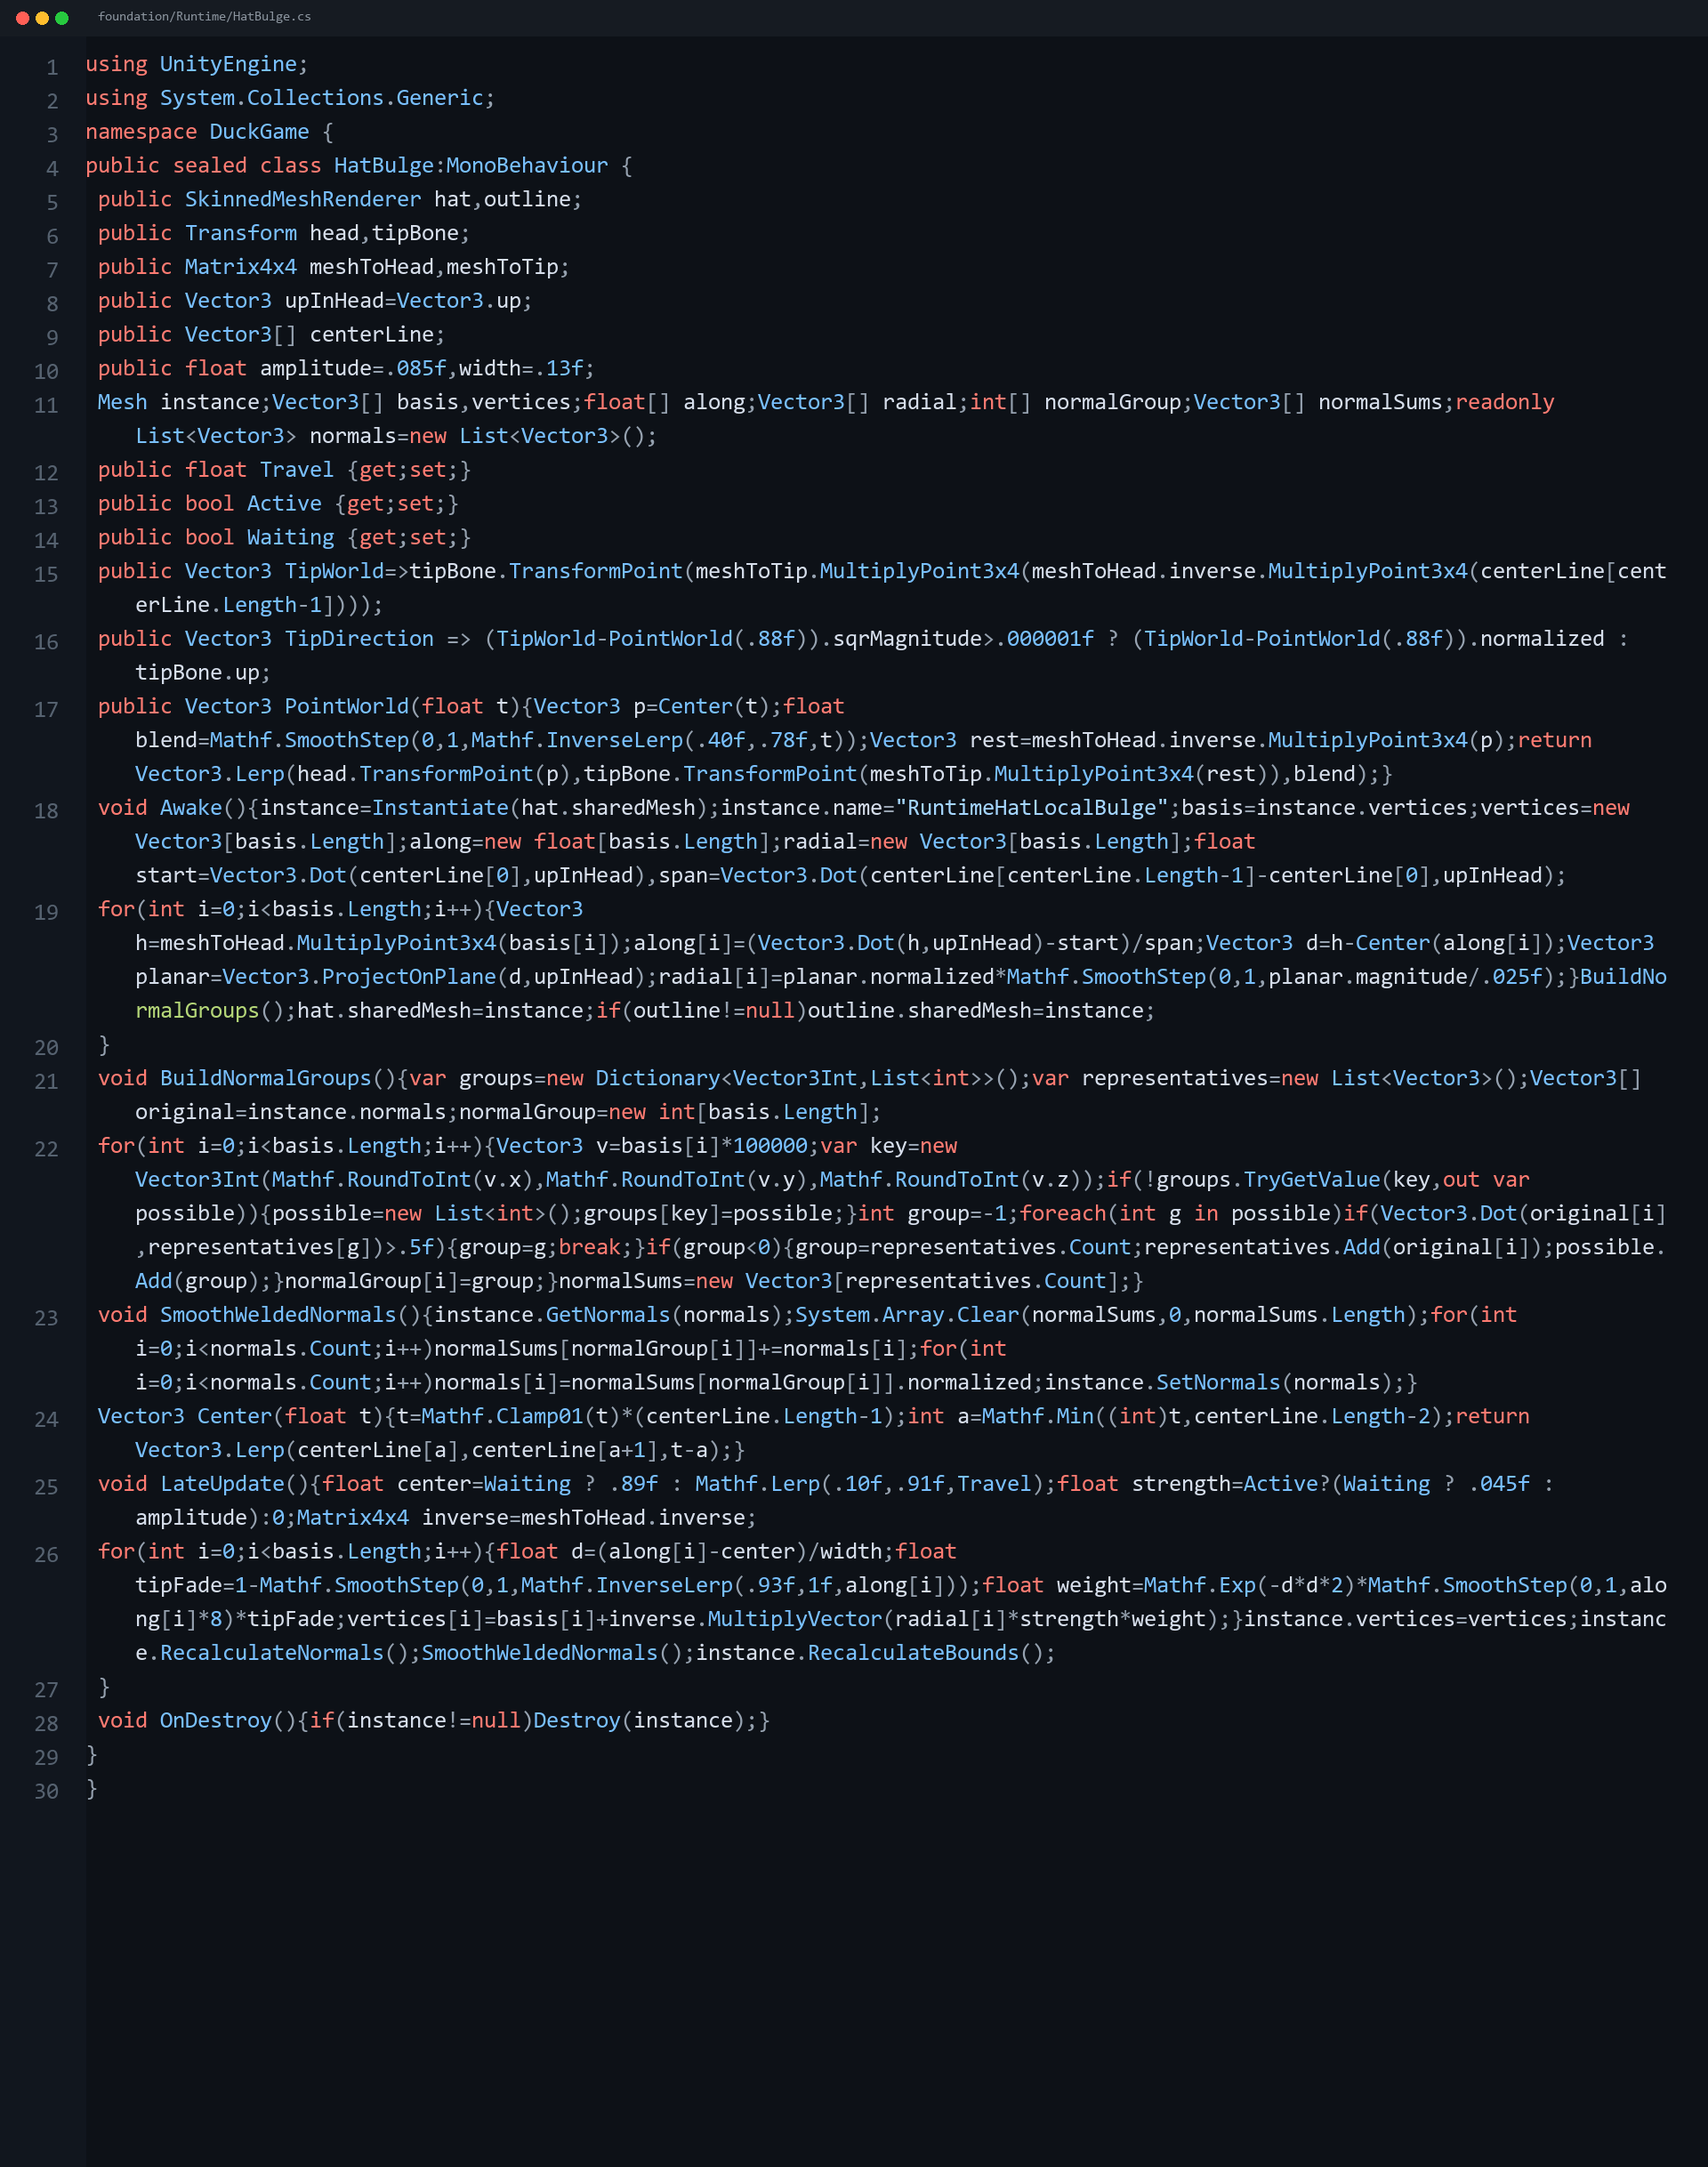 foundation/Runtime/HatBulge.cs
1 using UnityEngine;
2 using System.Collections.Generic;
3 namespace DuckGame {
4 public sealed class HatBulge:MonoBehaviour {
5 public SkinnedMeshRenderer hat,outline;
6 public Transform head,tipBone;
7 public Matrix4x4 meshToHead,meshToTip;
8 public Vector3 upInHead=Vector3.up;
9 public Vector3[] centerLine;
10 public float amplitude=.085f,width=.13f;
11 Mesh instance;Vector3[] basis,vertices;float[] along;Vector3[] radial;int[] normalGroup;Vector3[] normalSums;readonly
List<Vector3> normals=new List<Vector3>();
12 public float Travel {get;set;}
13 public bool Active {get;set;}
14 public bool Waiting {get;set;}
15 public Vector3 TipWorld=>tipBone.TransformPoint(meshToTip.MultiplyPoint3x4(meshToHead.inverse.MultiplyPoint3x4(centerLine[cent
erLine.Length-1])));
16 public Vector3 TipDirection => (TipWorld-PointWorld(.88f)).sqrMagnitude>.000001f ? (TipWorld-PointWorld(.88f)).normalized :
tipBone.up;
17 public Vector3 PointWorld(float t){Vector3 p=Center(t);float
blend=Mathf.SmoothStep(0,1,Mathf.InverseLerp(.40f,.78f,t));Vector3 rest=meshToHead.inverse.MultiplyPoint3x4(p);return
Vector3.Lerp(head.TransformPoint(p),tipBone.TransformPoint(meshToTip.MultiplyPoint3x4(rest)),blend);}
18 void Awake(){instance=Instantiate(hat.sharedMesh);instance.name="RuntimeHatLocalBulge";basis=instance.vertices;vertices=new
Vector3[basis.Length];along=new float[basis.Length];radial=new Vector3[basis.Length];float
start=Vector3.Dot(centerLine[0],upInHead),span=Vector3.Dot(centerLine[centerLine.Length-1]-centerLine[0],upInHead);
19 for(int i=0;i<basis.Length;i++){Vector3
h=meshToHead.MultiplyPoint3x4(basis[i]);along[i]=(Vector3.Dot(h,upInHead)-start)/span;Vector3 d=h-Center(along[i]);Vector3
planar=Vector3.ProjectOnPlane(d,upInHead);radial[i]=planar.normalized*Mathf.SmoothStep(0,1,planar.magnitude/.025f);}BuildNo
rmalGroups();hat.sharedMesh=instance;if(outline!=null)outline.sharedMesh=instance;
20 }
21 void BuildNormalGroups(){var groups=new Dictionary<Vector3Int,List<int>>();var representatives=new List<Vector3>();Vector3[]
original=instance.normals;normalGroup=new int[basis.Length];
22 for(int i=0;i<basis.Length;i++){Vector3 v=basis[i]*100000;var key=new
Vector3Int(Mathf.RoundToInt(v.x),Mathf.RoundToInt(v.y),Mathf.RoundToInt(v.z));if(!groups.TryGetValue(key,out var
possible)){possible=new List<int>();groups[key]=possible;}int group=-1;foreach(int g in possible)if(Vector3.Dot(original[i]
,representatives[g])>.5f){group=g;break;}if(group<0){group=representatives.Count;representatives.Add(original[i]);possible.
Add(group);}normalGroup[i]=group;}normalSums=new Vector3[representatives.Count];}
23 void SmoothWeldedNormals(){instance.GetNormals(normals);System.Array.Clear(normalSums,0,normalSums.Length);for(int
i=0;i<normals.Count;i++)normalSums[normalGroup[i]]+=normals[i];for(int
i=0;i<normals.Count;i++)normals[i]=normalSums[normalGroup[i]].normalized;instance.SetNormals(normals);}
24 Vector3 Center(float t){t=Mathf.Clamp01(t)*(centerLine.Length-1);int a=Mathf.Min((int)t,centerLine.Length-2);return
Vector3.Lerp(centerLine[a],centerLine[a+1],t-a);}
25 void LateUpdate(){float center=Waiting ? .89f : Mathf.Lerp(.10f,.91f,Travel);float strength=Active?(Waiting ? .045f :
amplitude):0;Matrix4x4 inverse=meshToHead.inverse;
26 for(int i=0;i<basis.Length;i++){float d=(along[i]-center)/width;float
tipFade=1-Mathf.SmoothStep(0,1,Mathf.InverseLerp(.93f,1f,along[i]));float weight=Mathf.Exp(-d*d*2)*Mathf.SmoothStep(0,1,alo
ng[i]*8)*tipFade;vertices[i]=basis[i]+inverse.MultiplyVector(radial[i]*strength*weight);}instance.vertices=vertices;instanc
e.RecalculateNormals();SmoothWeldedNormals();instance.RecalculateBounds();
27 }
28 void OnDestroy(){if(instance!=null)Destroy(instance);}
29 }
30 }